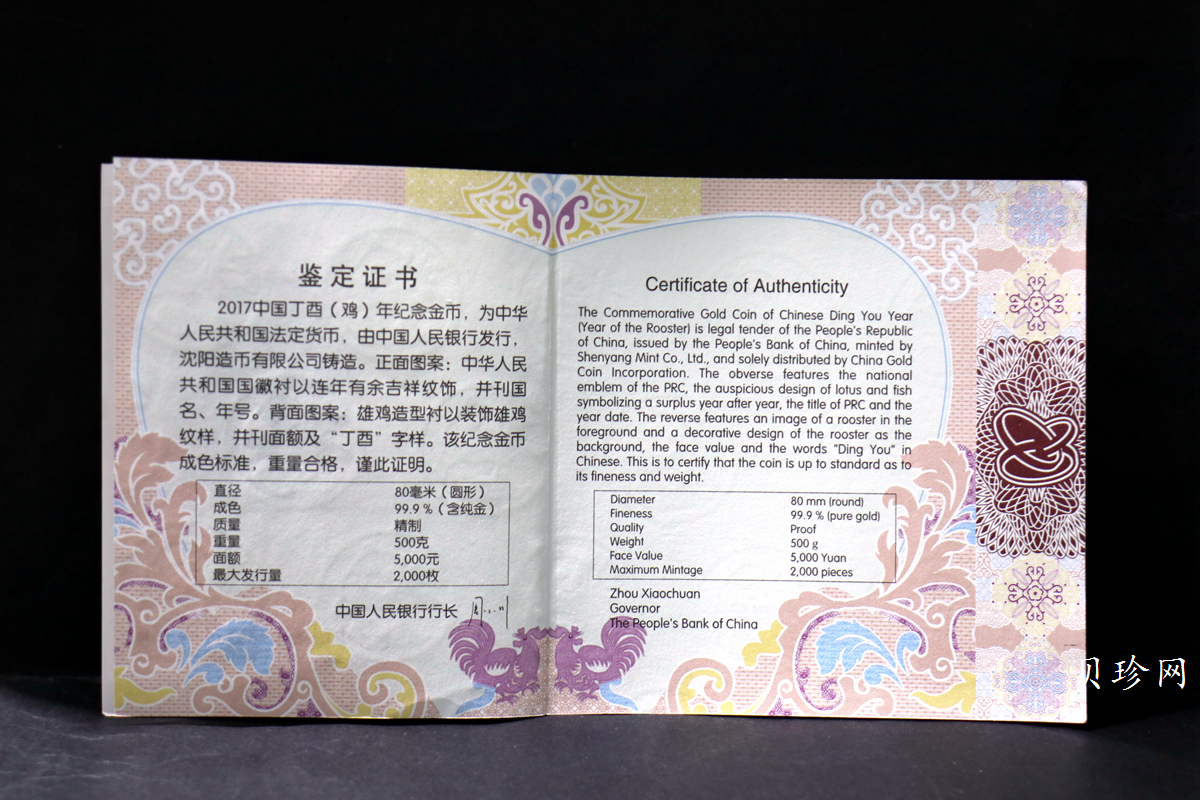 鉴定证书
2017中国丁酉（鸡）年纪念金币，为中华
人民共和国法定货币，由中国人民银行发行，
沈阳造币有限公司铸造。正面图案：中华人民
共和国国徽衬以连年有余吉祥纹饰，并刊国
名、年号。背面图案：雄鸡造型衬以装饰雄鸡
纹样，并刊面额及“丁酉”字样。该纪念金币
成色标准，重量合格，谨此证明。
直径 80毫米（圆形）
成色 99.9％（含纯金）
质量 精制
重量 500克
面额 5,000元
最大发行量 2,000枚
中国人民银行行长
Certificate of Authenticity
The Commemorative Gold Coin of Chinese Ding You Year
(Year of the Rooster) is legal tender of the People's Republic
of China, issued by the People's Bank of China, minted by
Shenyang Mint Co., Ltd., and solely distributed by China Gold
Coin Incorporation. The obverse features the national
emblem of the PRC, the auspicious design of lotus and fish
symbolizing a surplus year after year, the title of PRC and the
year date. The reverse features an image of a rooster in the
foreground and a decorative design of the rooster as the
background, the face value and the words "Ding You" in
Chinese. This is to certify that the coin is up to standard as to
its fineness and weight.
Diameter 80 mm (round)
Fineness 99.9 % (pure gold)
Quality Proof
Weight 500 g
Face Value 5,000 Yuan
Maximum Mintage 2,000 pieces
Zhou Xiaochuan
Governor
The People's Bank of China
珍网